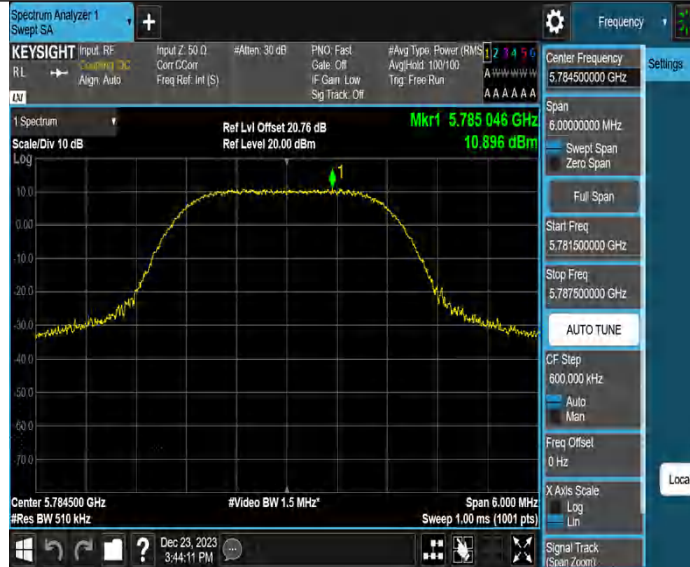 Spectrum Analyzer 1
Swept SA
+
Frequency
KEYSIGHT
RL
LXI
Input: RF
Coupling: DC
Align: Auto
Input Z: 50 Ω
Corr CCorr
Freq Ref: Int (S)
#Atten: 30 dB
PNO: Fast
Gate: Off
IF Gain: Low
Sig Track: Off
#Avg Type: Power (RMS
Avg|Hold: 100/100
Trig: Free Run
1 2 3 4 5 6
A W W W W W
A A A A A A
Center Frequency
5.784500000 GHz
Settings
Span
6.00000000 MHz
Swept Span
Zero Span
Full Span
Start Freq
5.781500000 GHz
Stop Freq
5.787500000 GHz
AUTO TUNE
CF Step
600.000 kHz
Auto
Man
Freq Offset
0 Hz
X Axis Scale
Log
Lin
Signal Track
(Span Zoom)
Loca
1 Spectrum
Scale/Div 10 dB
Log
Ref Lvl Offset 20.76 dB
Ref Level 20.00 dBm
Mkr1 5.785 046 GHz
10.896 dBm
1
10.0
0.00
-10.0
-20.0
-30.0
-40.0
-50.0
-60.0
-70.0
Center 5.784500 GHz
#Res BW 510 kHz
#Video BW 1.5 MHz*
Span 6.000 MHz
Sweep 1.00 ms (1001 pts)
?
Dec 23, 2023
3:44:11 PM